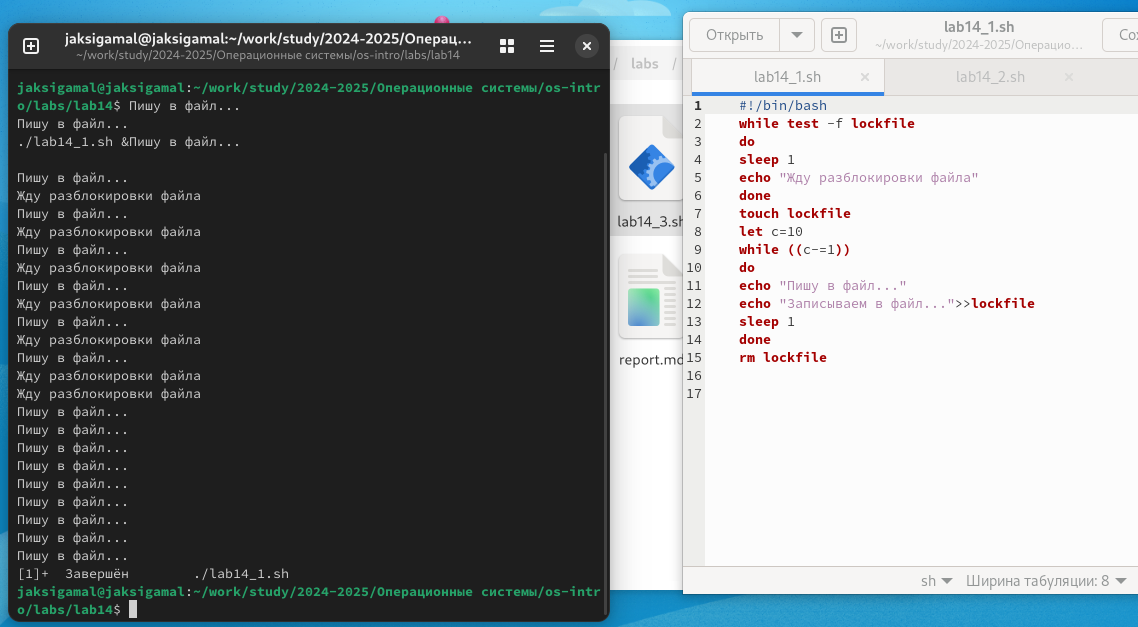 jaksigamal@jaksigamal:~/work/study/2024-2025/Операц...
~/work/study/2024-2025/Операционные системы/os-intro/labs/lab14
jaksigamal@jaksigamal:~/work/study/2024-2025/Операционные системы/os-intr
o/labs/lab14$ Пишу в файл...
Пишу в файл...
./lab14_1.sh &Пишу в файл...
Пишу в файл...
Жду разблокировки файла
Пишу в файл...
Жду разблокировки файла
Пишу в файл...
Жду разблокировки файла
Пишу в файл...
Жду разблокировки файла
Пишу в файл...
Жду разблокировки файла
Пишу в файл...
Жду разблокировки файла
Жду разблокировки файла
Пишу в файл...
Пишу в файл...
Пишу в файл...
Пишу в файл...
Пишу в файл...
Пишу в файл...
Пишу в файл...
Пишу в файл...
Пишу в файл...
[1]+  Завершён        ./lab14_1.sh
jaksigamal@jaksigamal:~/work/study/2024-2025/Операционные системы/os-intr
o/labs/lab14$
/ labs /
lab14_3.sh
report.md
Открыть
lab14_1.sh
~/work/study/2024-2025/Операцио...
Со
lab14_1.sh ×
lab14_2.sh ×
1 #!/bin/bash
2 while test -f lockfile
3 do
4 sleep 1
5 echo "Жду разблокировки файла"
6 done
7 touch lockfile
8 let c=10
9 while ((c-=1))
10 do
11 echo "Пишу в файл..."
12 echo "Записываем в файл...">>lockfile
13 sleep 1
14 done
15 rm lockfile
16
17
sh
Ширина табуляции: 8